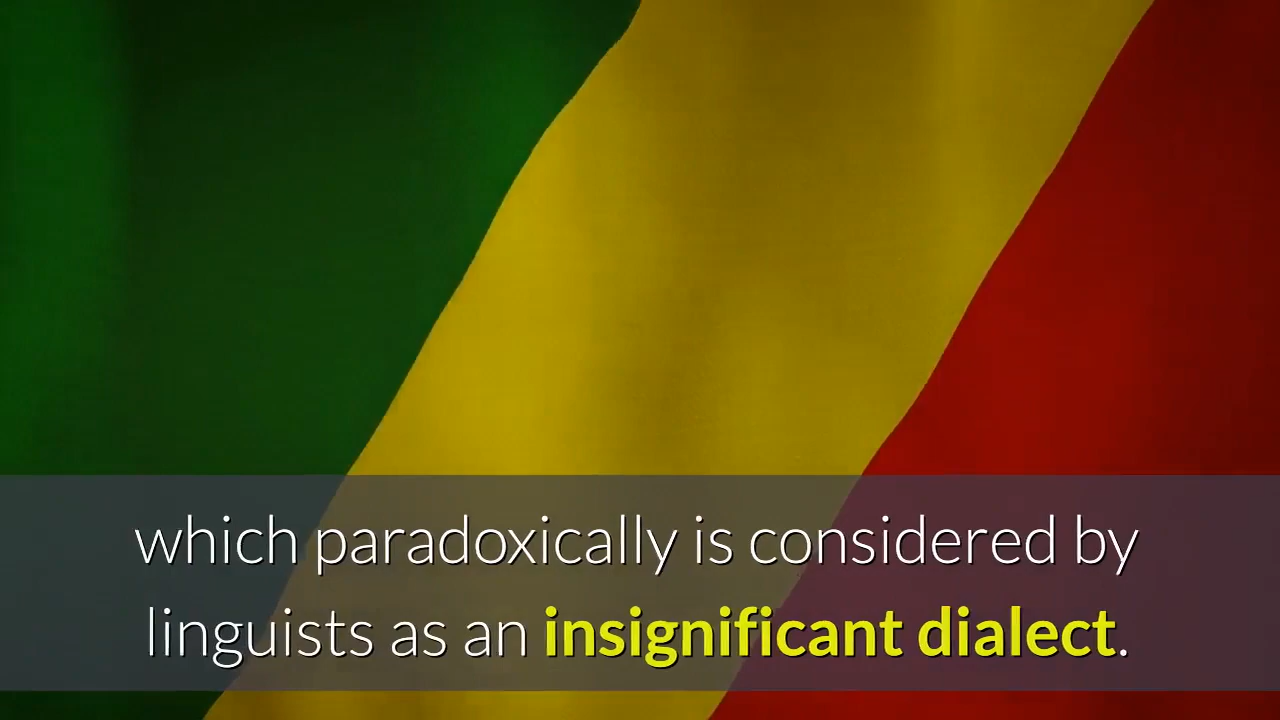 which paradoxically is considered by
linguists as an insignificant dialect.